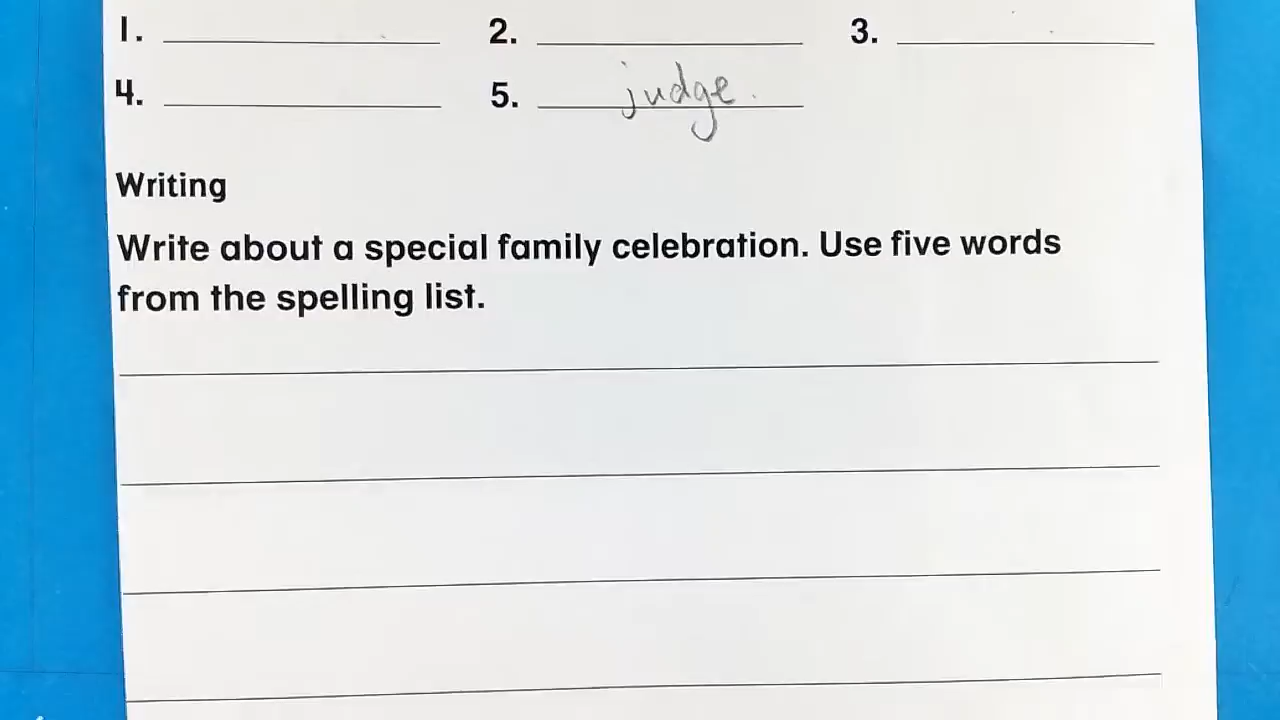 1. 2. 3.
4. 5. judge.
Writing
Write about a special family celebration. Use five words
from the spelling list.